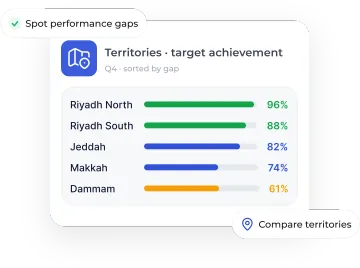 Spot performance gaps
Territories · target achievement
Q4 · sorted by gap
Riyadh North 96%
Riyadh South 88%
Jeddah 82%
Makkah 74%
Dammam 61%
Compare territories